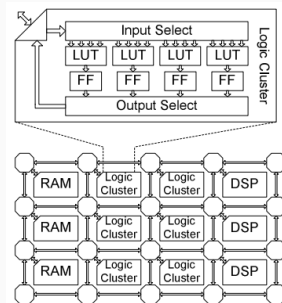 Input Select
LUT LUT LUT LUT
FF FF FF FF
Output Select
Logic Cluster
RAM Logic Cluster Logic Cluster DSP
RAM Logic Cluster Logic Cluster DSP
RAM Logic Cluster Logic Cluster DSP